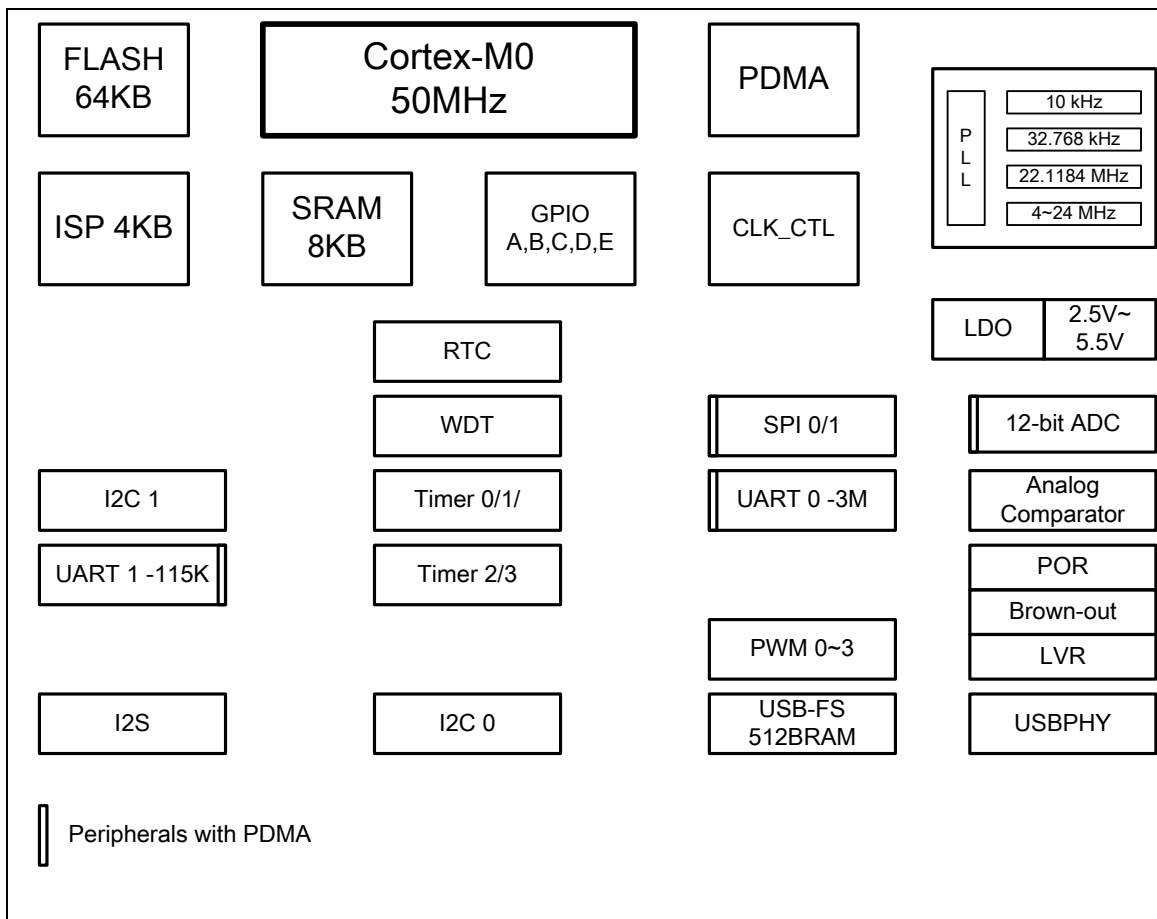 FLASH
64KB
Cortex-M0
50MHz
PDMA
P
L
L
10 kHz
32.768 kHz
22.1184 MHz
4~24 MHz
ISP 4KB
SRAM
8KB
GPIO
A,B,C,D,E
CLK_CTL
LDO
2.5V~
5.5V
RTC
WDT
SPI 0/1
12-bit ADC
I2C 1
Timer 0/1/
UART 0 -3M
Analog
Comparator
UART 1 -115K
Timer 2/3
POR
Brown-out
PWM 0~3
LVR
I2S
I2C 0
USB-FS
512BRAM
USBPHY
Peripherals with PDMA